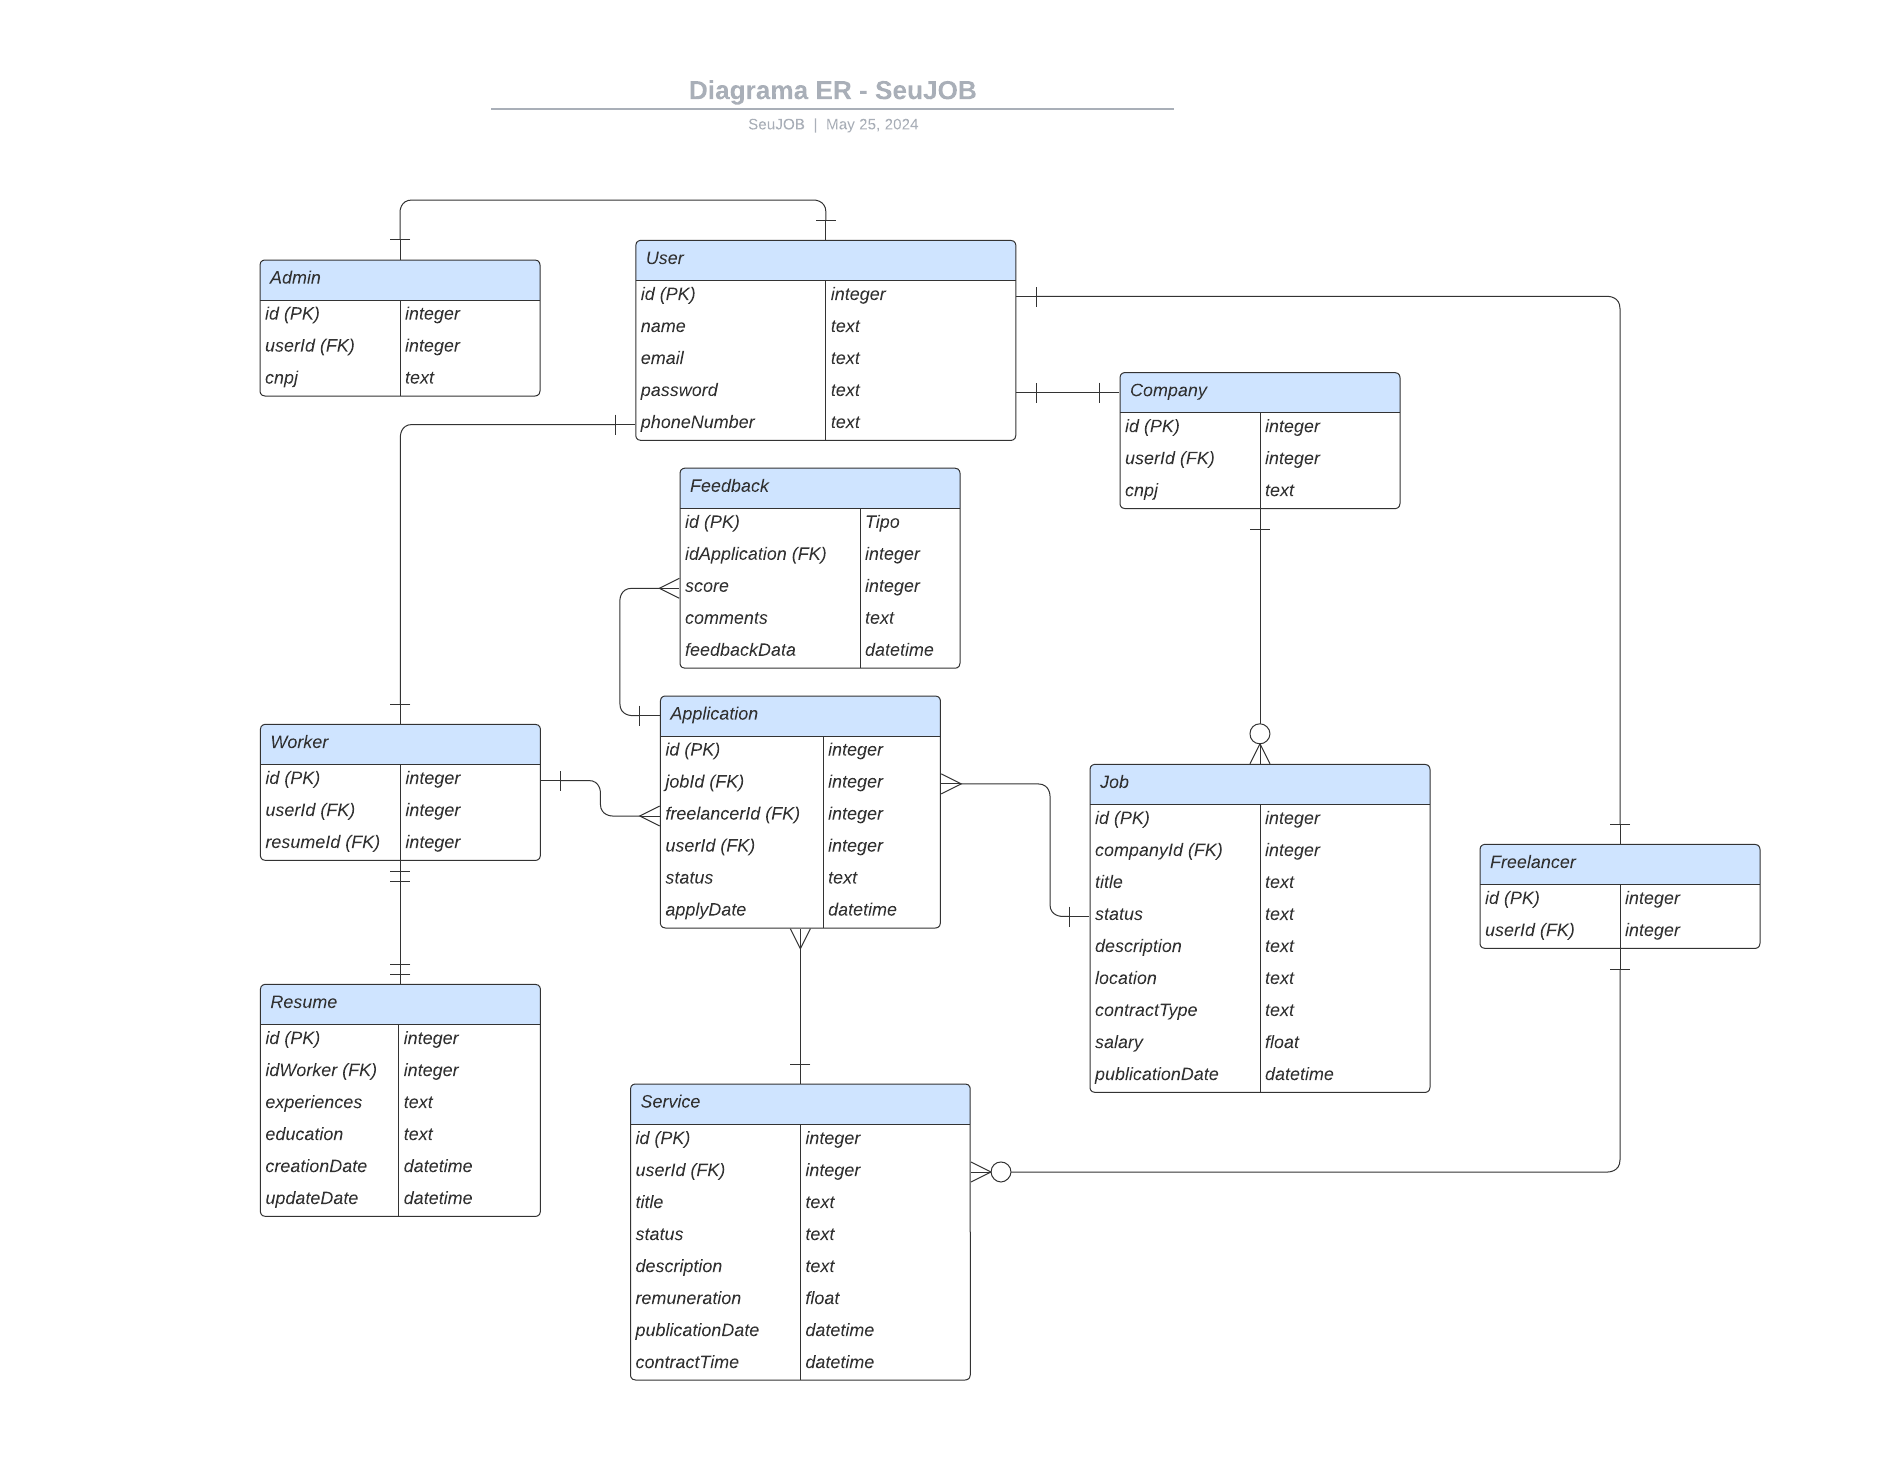 Diagrama ER - SeuJOB
SeuJOB | May 25, 2024
User
id (PK) integer
name text
email text
password text
phoneNumber text
Admin
id (PK) integer
userId (FK) integer
cnpj text
Company
id (PK) integer
userId (FK) integer
cnpj text
Feedback
id (PK) Tipo
idApplication (FK) integer
score integer
comments text
feedbackData datetime
Application
id (PK) integer
jobId (FK) integer
freelancerId (FK) integer
userId (FK) integer
status text
applyDate datetime
Worker
id (PK) integer
userId (FK) integer
resumeId (FK) integer
Job
id (PK) integer
companyId (FK) integer
title text
status text
description text
location text
contractType text
salary float
publicationDate datetime
Freelancer
id (PK) integer
userId (FK) integer
Resume
id (PK) integer
idWorker (FK) integer
experiences text
education text
creationDate datetime
updateDate datetime
Service
id (PK) integer
userId (FK) integer
title text
status text
description text
remuneration float
publicationDate datetime
contractTime datetime